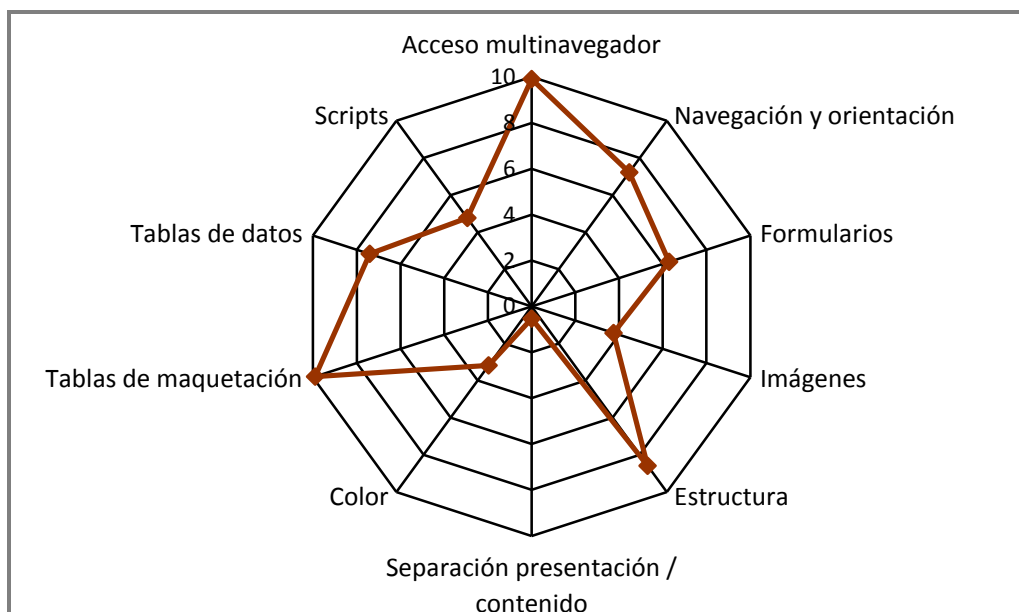 Acceso multinavegador
10
Scripts
Navegación y orientación
8
6
Tablas de datos
Formularios
4
2
0
Tablas de maquetación
Imágenes
Color
Estructura
Separación presentación /
contenido